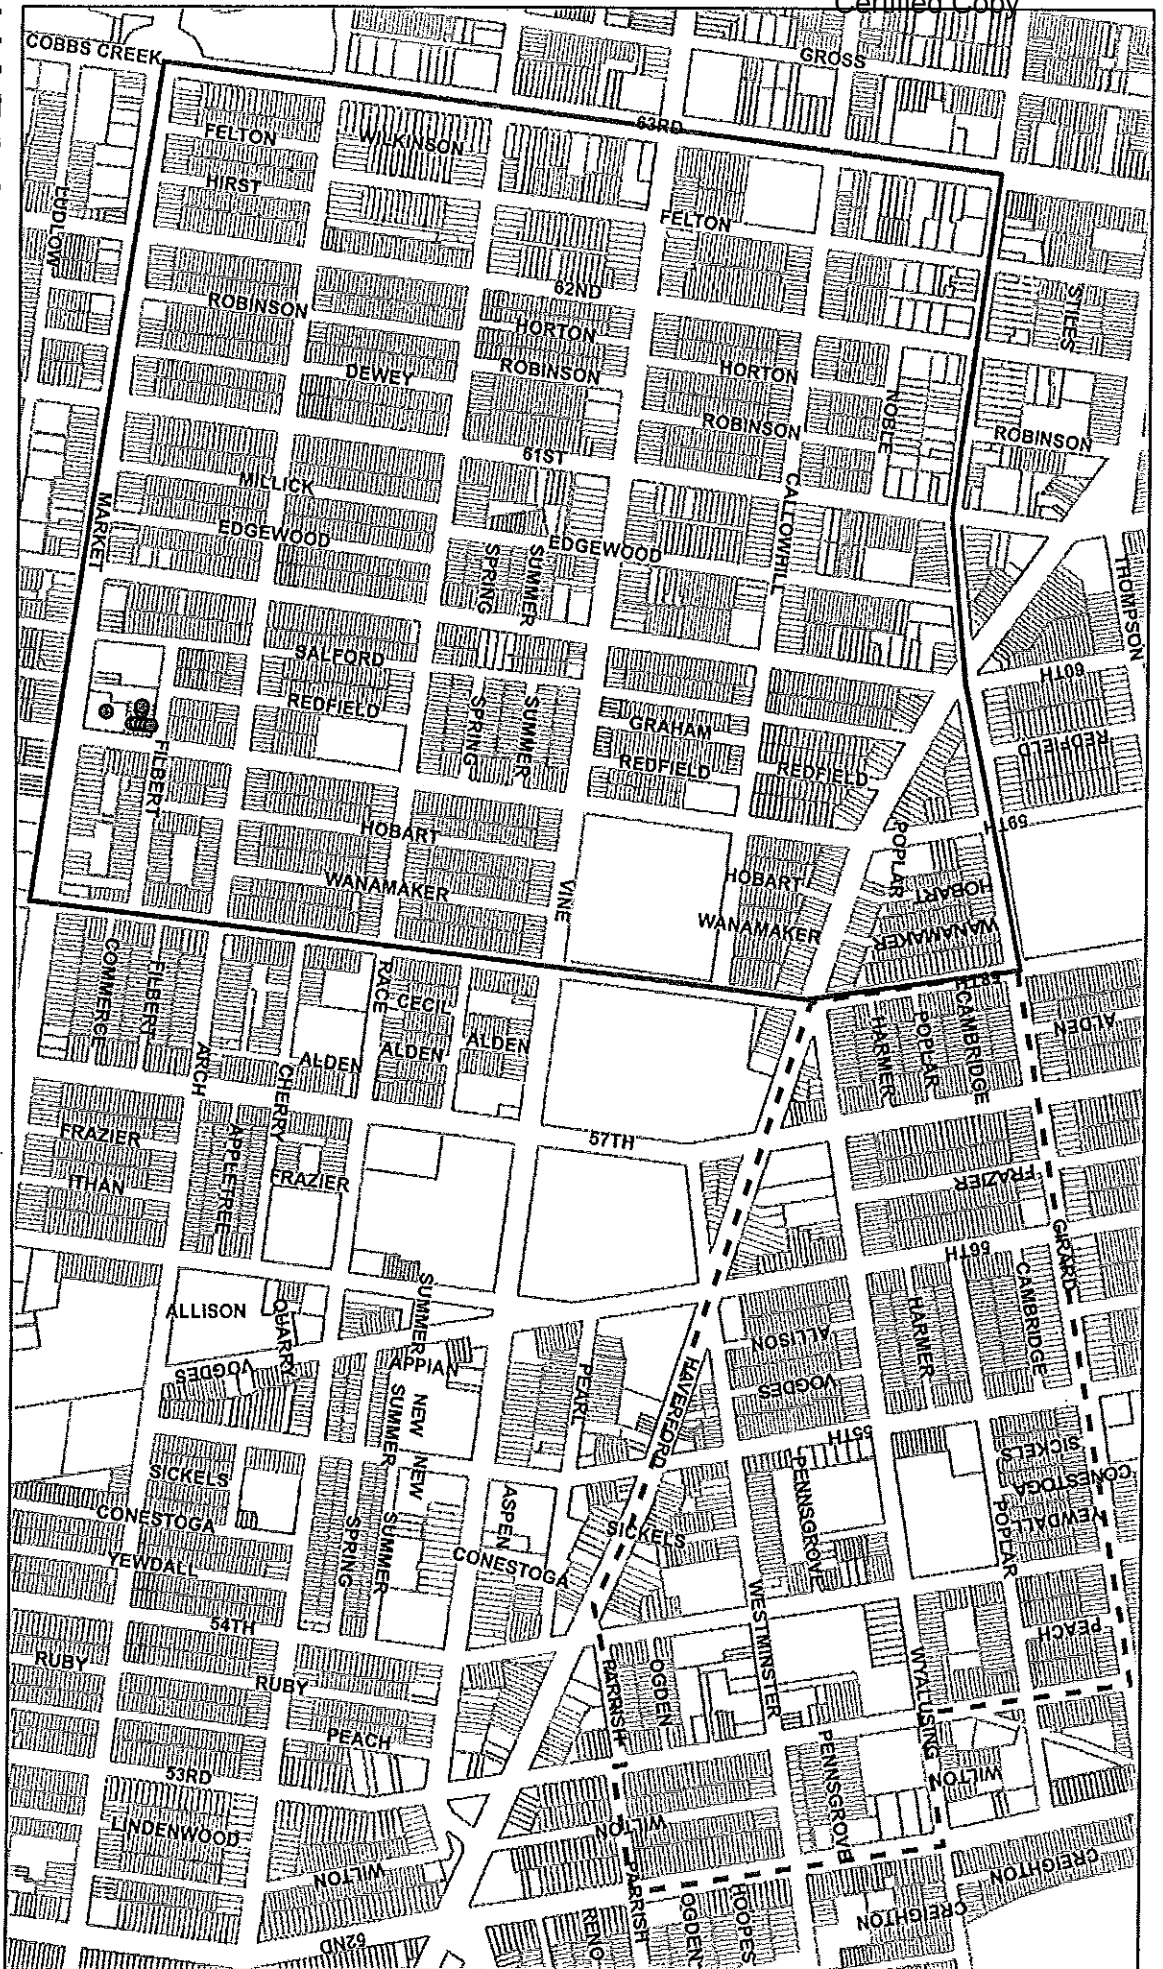 Certified Copy
COBBS CREEK
GROSS
63RD
FELTON
WILKINSON
HIRST
FELTON
LUDLOW
62ND
ROBINSON
HORTON
STILES
DEWEY
ROBINSON
HORTON
NOBLE
ROBINSON
ROBINSON
61ST
MILLICK
CALLOWHILL
MARKET
EDGEWOOD
EDGEWOOD
SPRING
SUMMER
THOMPSON
SALFORD
60TH
REDFIELD
SPRING
SUMMER
GRAHAM
REDFIELD
REDFIELD
REDFIELD
FILBERT
HOBART
59TH
POPLAR
WANAMAKER
VINE
HOBART
HOBART
WANAMAKER
WANAMAKER
58TH
COMMERCE
FILBERT
RACE
CECIL
CAMBRIDGE
ALDEN
ALDEN
ALDEN
ALDEN
HARMER
POPLAR
ARCH
CHERRY
57TH
FRAZIER
APPLETREE
ITHAN
FRAZIER
FRAZIER
GIRARD
56TH
ALLISON
QUARRY
SUMMER
CAMBRIDGE
HARMER
ALLISON
VOGDES
APPIAN
PEARL
HAVERFORD
VOGDES
SUMMER
NEW
55TH
SICKELS
NEW
PENNSGROVE
SICKELS
CONESTOGA
CONESTOGA
SPRING
SUMMER
ASPEN
SICKELS
POPLAR
YEWDALL
YEWDALL
CONESTOGA
WESTMINSTER
54TH
PEACH
RUBY
RUBY
PARRISH
OGDEN
WYALUSING
PEACH
PENNSGROVE
53RD
WILTON
LINDENWOOD
WILTON
WILTON
PARRISH
CREIGHTON
52ND
RENO
OGDEN
HOOPES
CREIGHTON